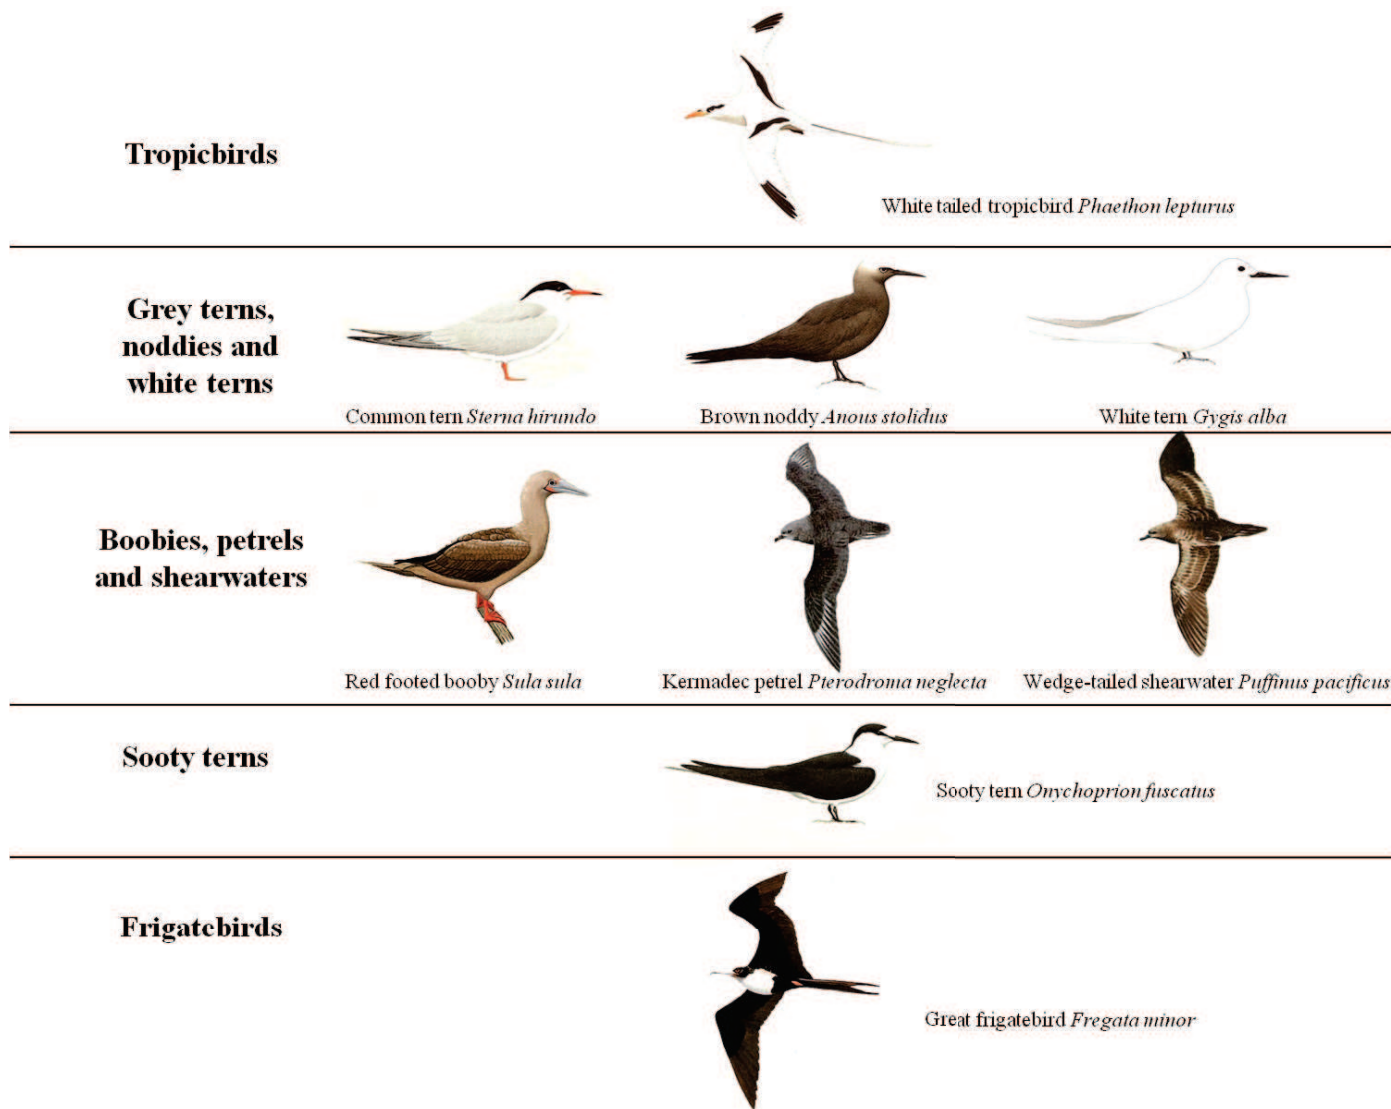 Tropicbirds
White tailed tropicbird Phaethon lepturus
Grey terns,
noddies and
white terns
Common tern Sterna hirundo
Brown noddy Anous stolidus
White tern Gygis alba
Boobies, petrels
and shearwaters
Red footed booby Sula sula
Kermadec petrel Pterodroma neglecta
Wedge-tailed shearwater Puffinus pacificus
Sooty terns
Sooty tern Onychoprion fuscatus
Frigatebirds
Great frigatebird Fregata minor